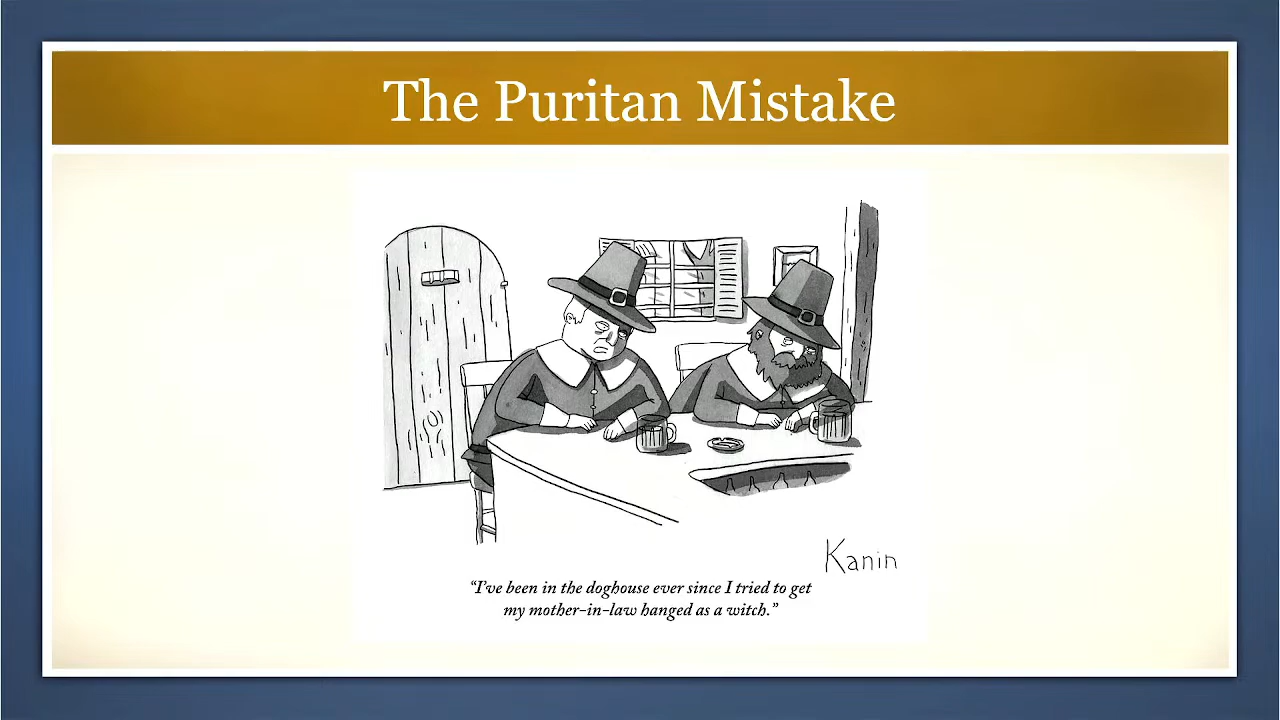 The Puritan Mistake
Kanin
“I’ve been in the doghouse ever since I tried to get
my mother-in-law hanged as a witch.”